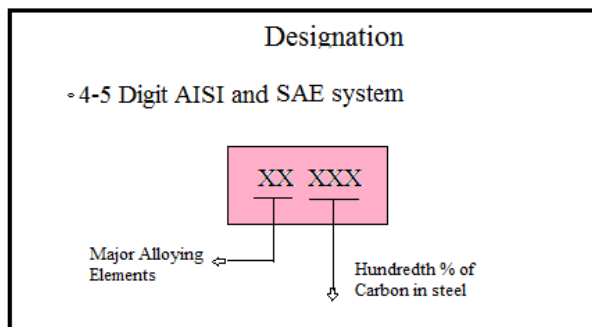 Designation
4-5 Digit AISI and SAE system
XX XXX
Major Alloying
Elements
Hundredth % of
Carbon in steel